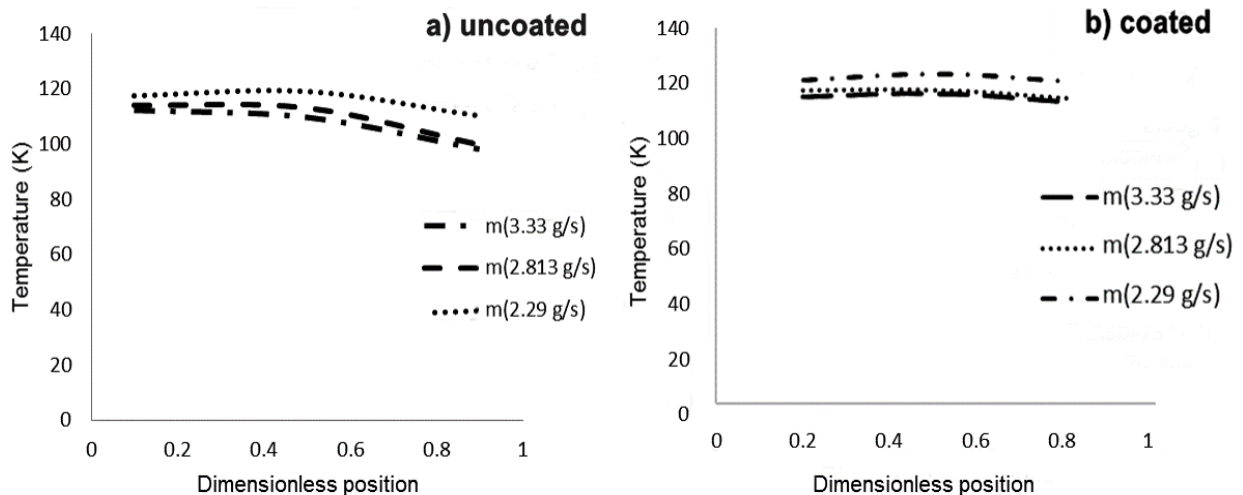 a) uncoated
140
120
100
80
60
40
20
0
Temperature (K)
m(3.33 g/s)
m(2.813 g/s)
m(2.29 g/s)
0 0.2 0.4 0.6 0.8 1
Dimensionless position
b) coated
140
120
100
80
60
40
20
0
Temperature (K)
m(3.33 g/s)
m(2.813 g/s)
m(2.29 g/s)
0 0.2 0.4 0.6 0.8 1
Dimensionless position